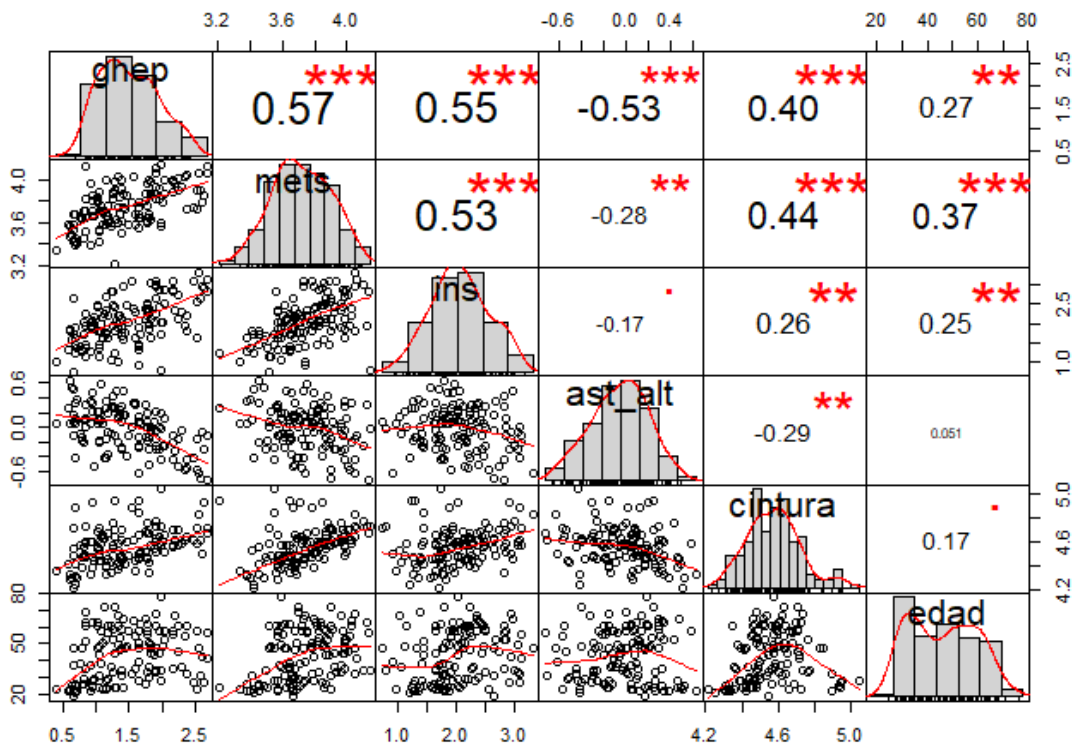 3.2 3.6 4.0 -0.6 0.0 0.4 20 40 60 80
ghep *** 0.57 *** 0.55 *** -0.53 *** 0.40 ** 0.27 0.5 1.5 2.5
3.2 3.6 4.0 mets *** 0.53 ** -0.28 *** 0.44 *** 0.37
ins . -0.17 ** 0.26 ** 0.25 1.0 2.0 3.0
-0.6 0.0 0.6 ast_alt ** -0.29 0.051
cintura . 0.17 4.2 4.6 5.0
20 50 80 edad
0.5 1.5 2.5 1.0 2.0 3.0 4.2 4.6 5.0